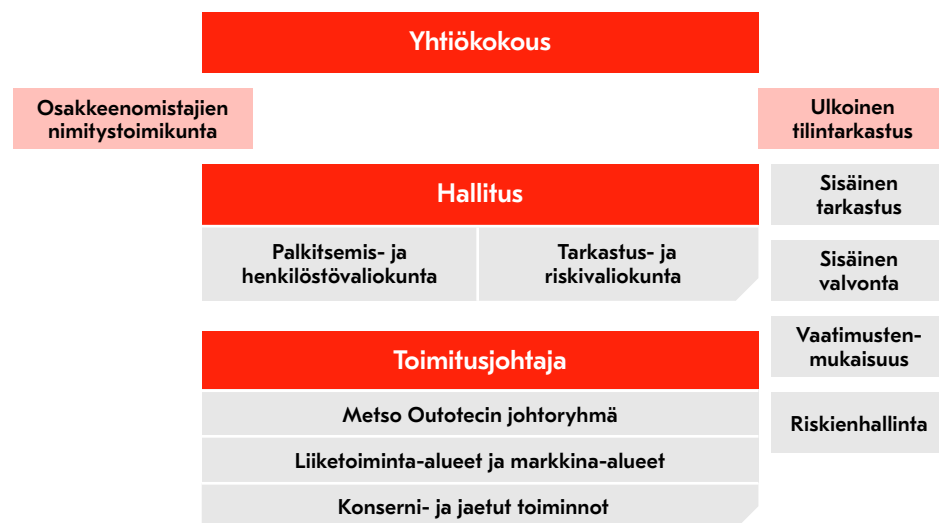 Yhtiökokous
Osakkeenomistajien
nimitystoimikunta
Ulkoinen
tilintarkastus
Hallitus
Palkitsemis- ja
henkilöstövaliokunta
Tarkastus- ja
riskivaliokunta
Sisäinen
tarkastus
Sisäinen
valvonta
Toimitusjohtaja
Metso Outotecin johtoryhmä
Liiketoiminta-alueet ja markkina-alueet
Konserni- ja jaetut toiminnot
Vaatimusten-
mukaisuus
Riskienhallinta